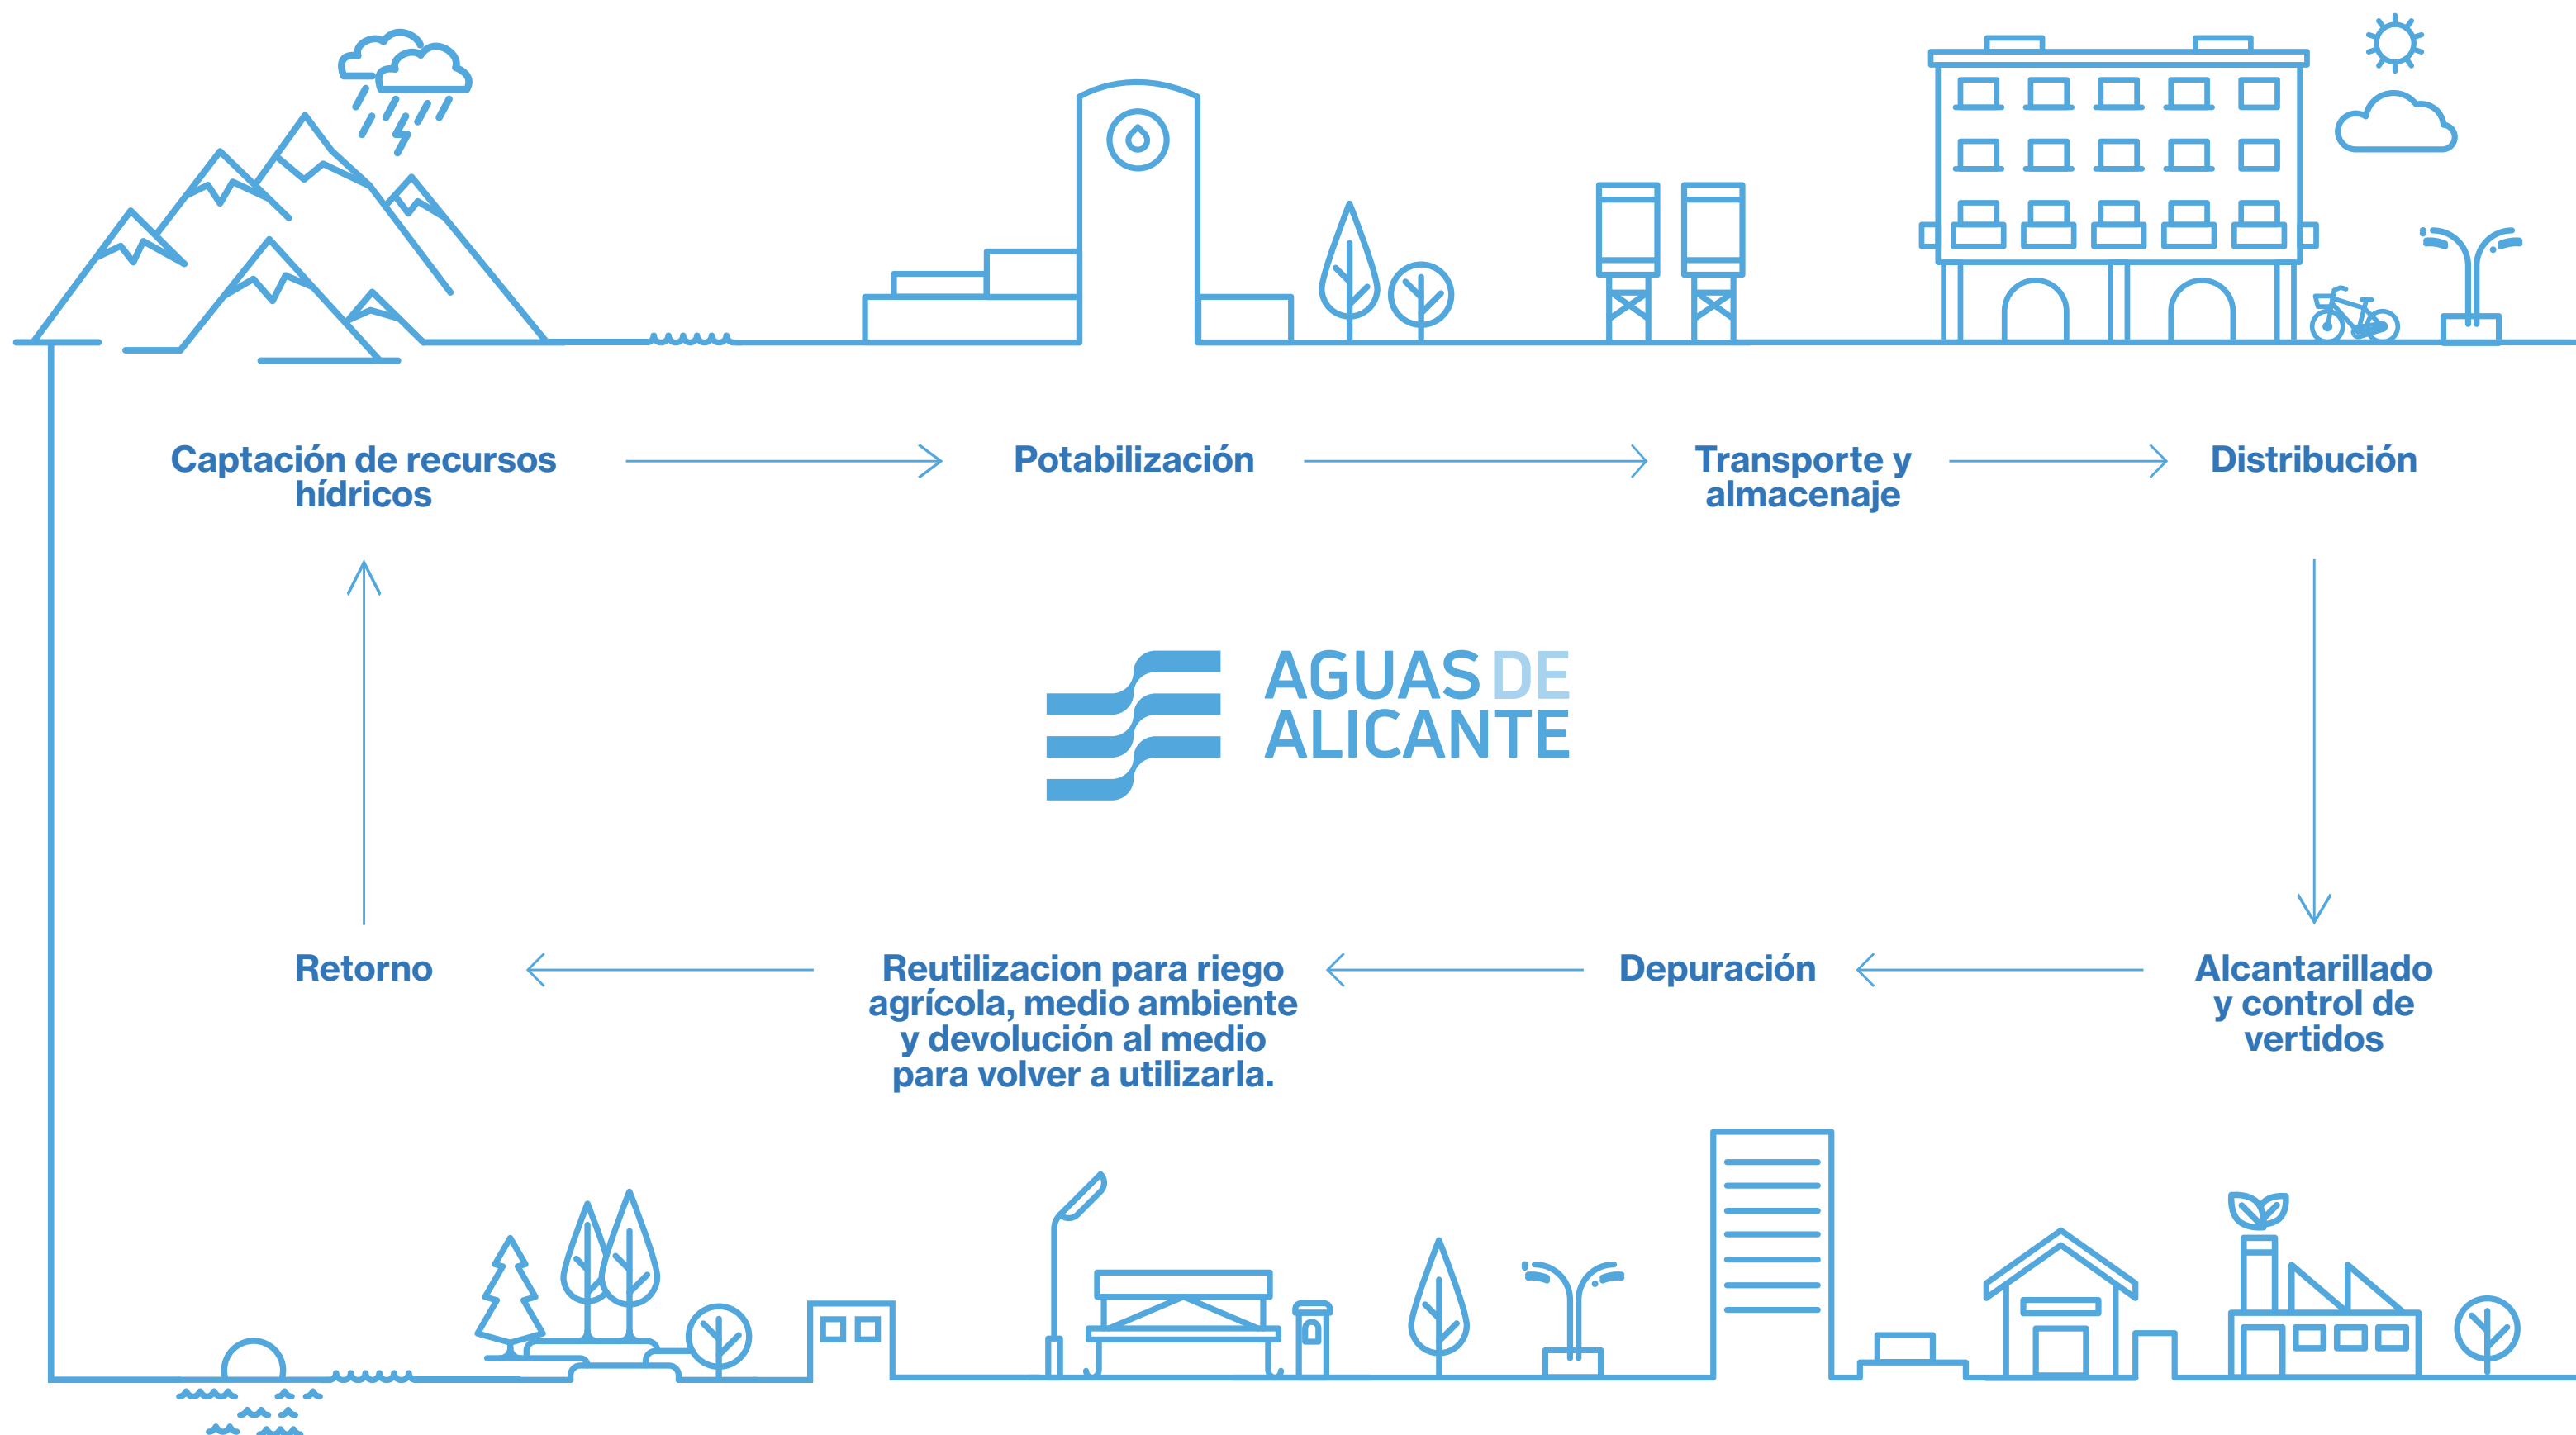 Captación de recursos
hídricos
Potabilización
Transporte y
almacenaje
Distribución
AGUAS DE
ALICANTE
Retorno
Reutilizacion para riego
agrícola, medio ambiente
y devolución al medio
para volver a utilizarla.
Depuración
Alcantarillado
y control de
vertidos